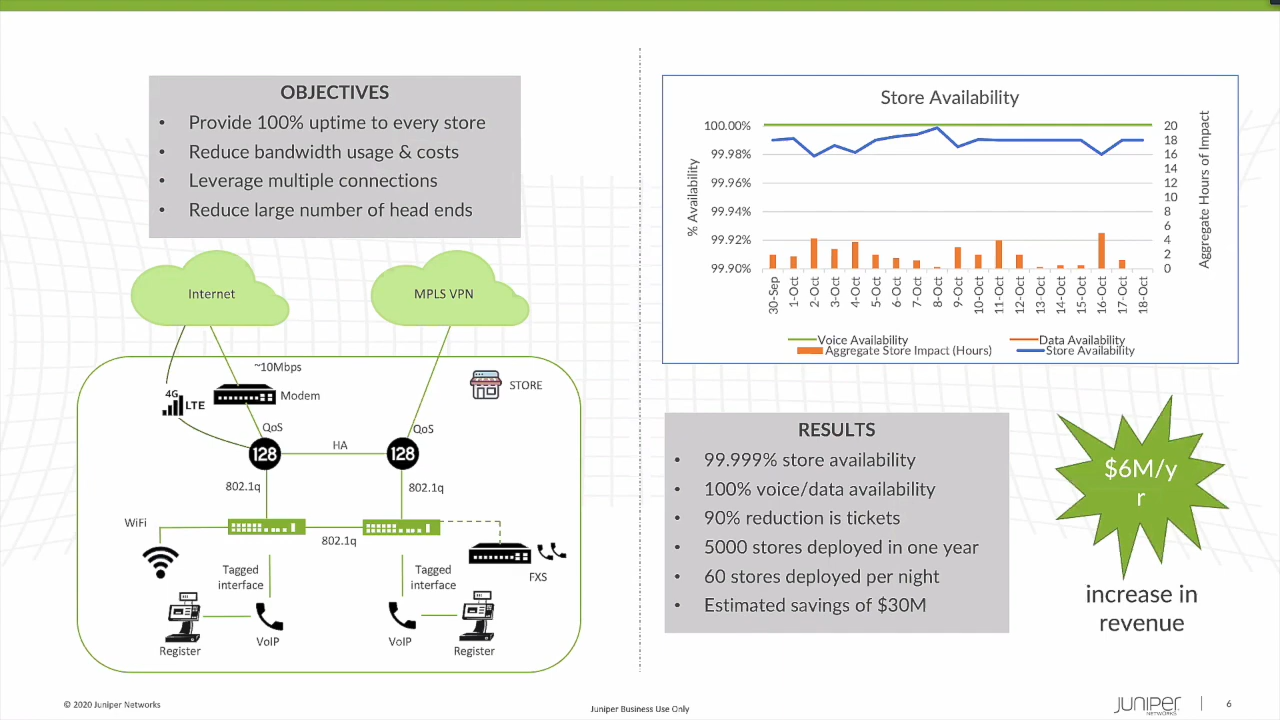 OBJECTIVES
• Provide 100% uptime to every store
• Reduce bandwidth usage & costs
• Leverage multiple connections
• Reduce large number of head ends
Internet
MPLS VPN
~10Mbps
STORE
4G
LTE
Modem
QoS
QoS
128
HA
128
802.1q
802.1q
WiFi
802.1q
Tagged
interface
Tagged
interface
FXS
VoIP
VoIP
Register
Register
Store Availability
% Availability
100.00%
99.98%
99.96%
99.94%
99.92%
99.90%
20
18
16
14
12
10
8
6
4
2
0
Aggregate Hours of Impact
30-Sep
1-Oct
2-Oct
3-Oct
4-Oct
5-Oct
6-Oct
7-Oct
8-Oct
9-Oct
10-Oct
11-Oct
12-Oct
13-Oct
14-Oct
15-Oct
16-Oct
17-Oct
18-Oct
Voice Availability
Data Availability
Aggregate Store Impact (Hours)
Store Availability
RESULTS
• 99.999% store availability
• 100% voice/data availability
• 90% reduction is tickets
• 5000 stores deployed in one year
• 60 stores deployed per night
• Estimated savings of $30M
$6M/y
r
increase in
revenue
© 2020 Juniper Networks
Juniper Business Use Only
JUNIPER
NETWORKS
6